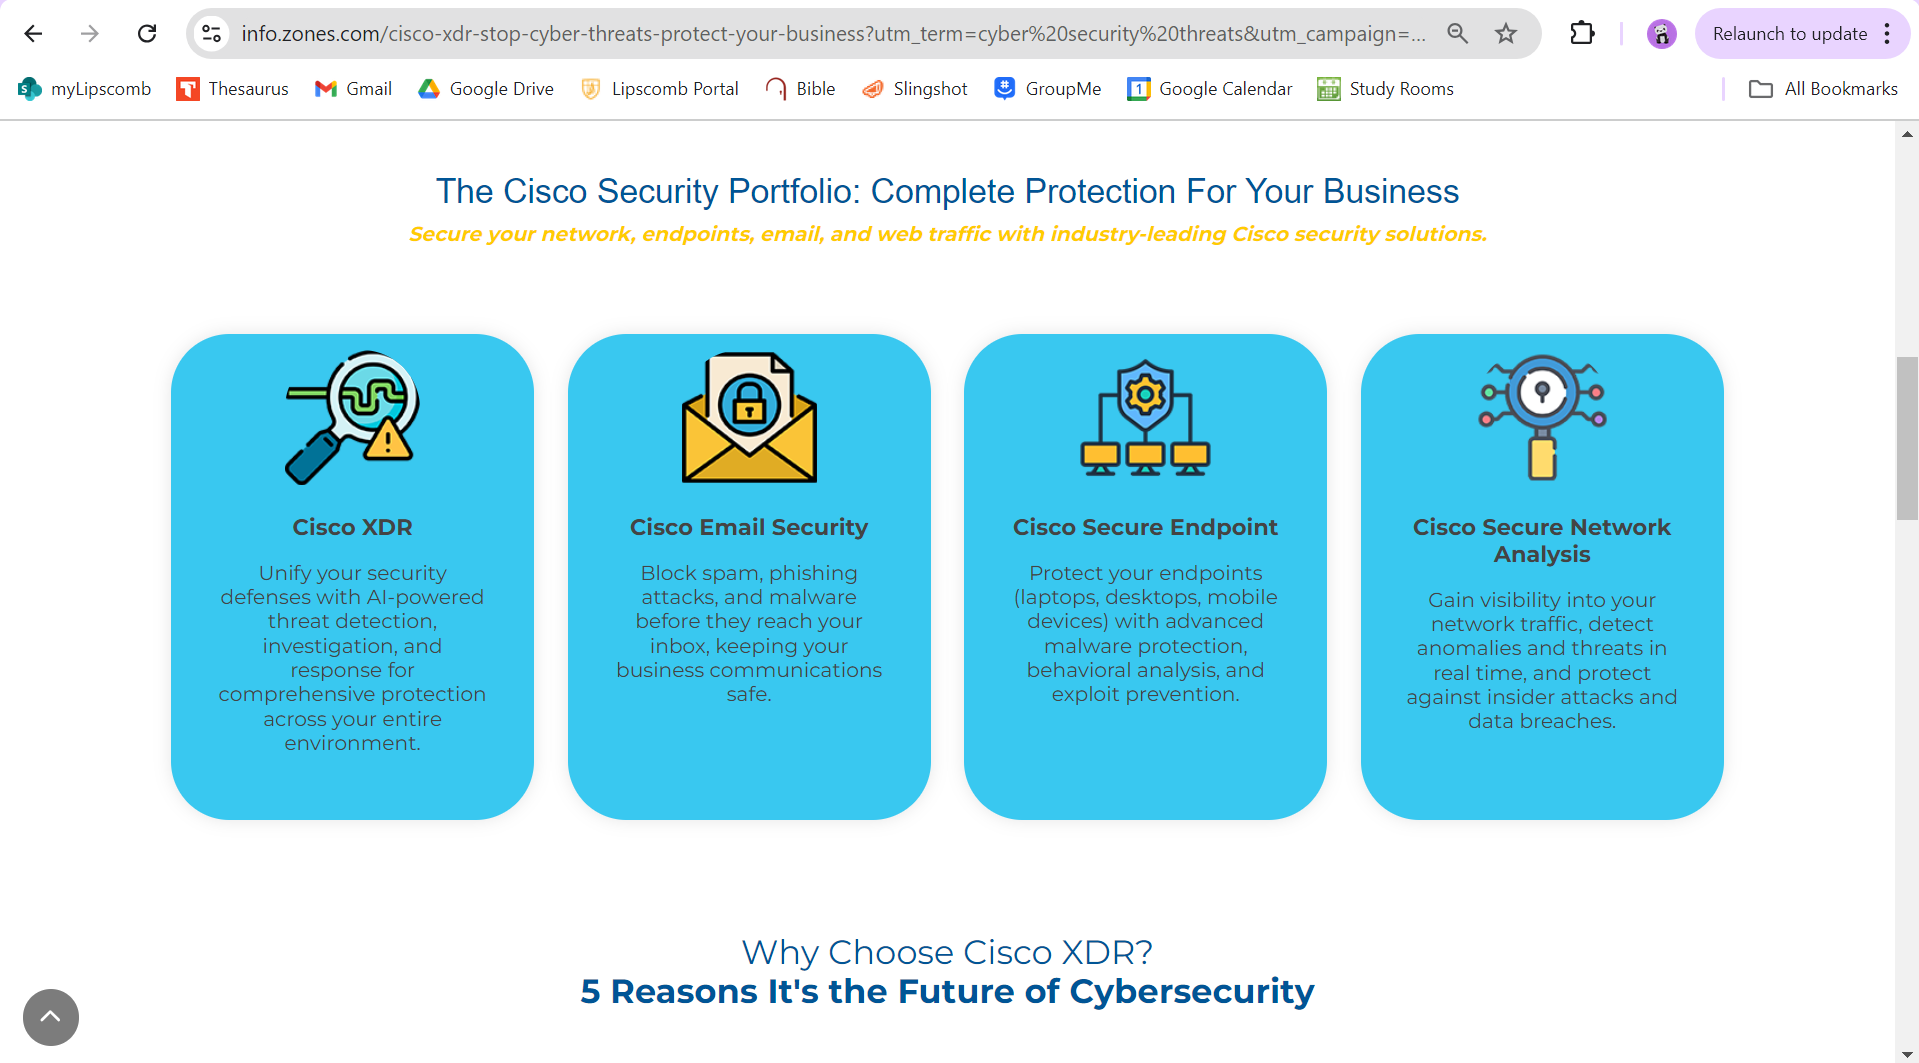 info.zones.com/cisco-xdr-stop-cyber-threats-protect-your-business?utm_term=cyber%20security%20threats&utm_campaign=...
Relaunch to update
myLipscomb
Thesaurus
Gmail
Google Drive
Lipscomb Portal
Bible
Slingshot
GroupMe
1
Google Calendar
Study Rooms
All Bookmarks
The Cisco Security Portfolio: Complete Protection For Your Business
Secure your network, endpoints, email, and web traffic with industry-leading Cisco security solutions.
Cisco XDR
Unify your security
defenses with AI-powered
threat detection,
investigation, and
response for
comprehensive protection
across your entire
environment.
Cisco Email Security
Block spam, phishing
attacks, and malware
before they reach your
inbox, keeping your
business communications
safe.
Cisco Secure Endpoint
Protect your endpoints
(laptops, desktops, mobile
devices) with advanced
malware protection,
behavioral analysis, and
exploit prevention.
Cisco Secure Network
Analysis
Gain visibility into your
network traffic, detect
anomalies and threats in
real time, and protect
against insider attacks and
data breaches.
Why Choose Cisco XDR?
5 Reasons It's the Future of Cybersecurity